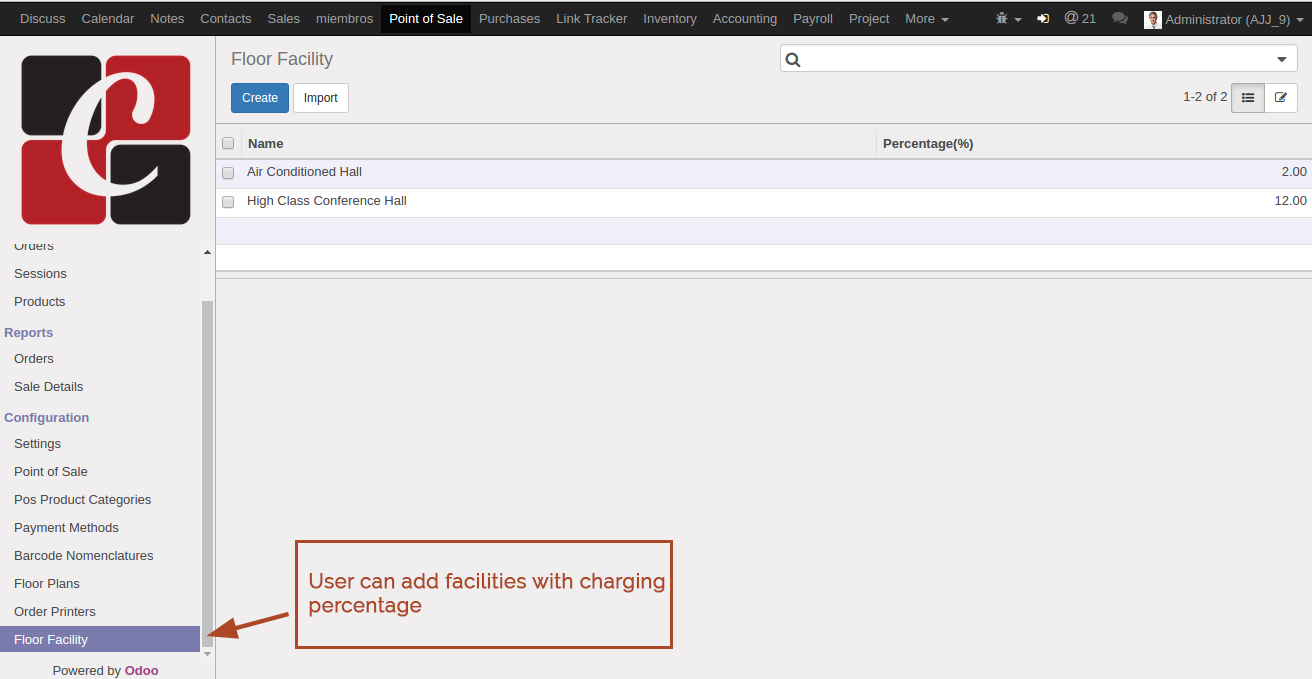 Discuss Calendar Notes Contacts Sales miembros Point of Sale Purchases Link Tracker Inventory Accounting Payroll Project More @ 21 Administrator (AJJ_9)
C
Floor Facility
Create Import
1-2 of 2
Name Percentage(%)
Air Conditioned Hall 2.00
High Class Conference Hall 12.00
Orders
Sessions
Products
Reports
Orders
Sale Details
Configuration
Settings
Point of Sale
Pos Product Categories
Payment Methods
Barcode Nomenclatures
Floor Plans
Order Printers
Floor Facility
Powered by Odoo
User can add facilities with charging
percentage